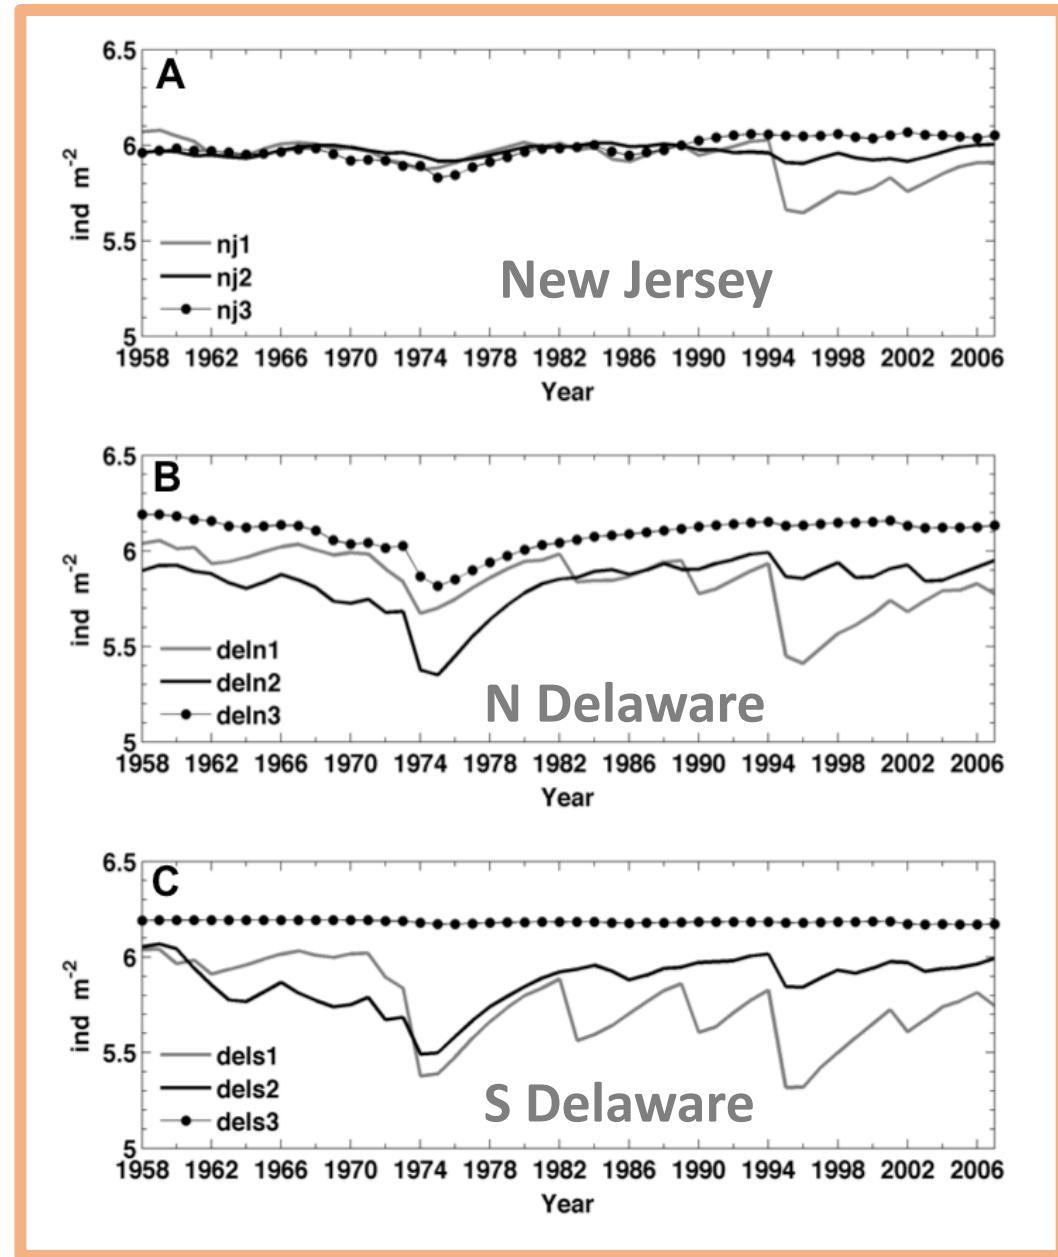 6.5
A
6
5.5
5
ind m-2
nj1
nj2
nj3
New Jersey
1958 1962 1966 1970 1974 1978 1982 1986 1990 1994 1998 2002 2006
Year
6.5
B
6
5.5
5
ind m-2
deln1
deln2
deln3
N Delaware
1958 1962 1966 1970 1974 1978 1982 1986 1990 1994 1998 2002 2006
Year
6.5
C
6
5.5
5
ind m-2
dels1
dels2
dels3
S Delaware
1958 1962 1966 1970 1974 1978 1982 1986 1990 1994 1998 2002 2006
Year